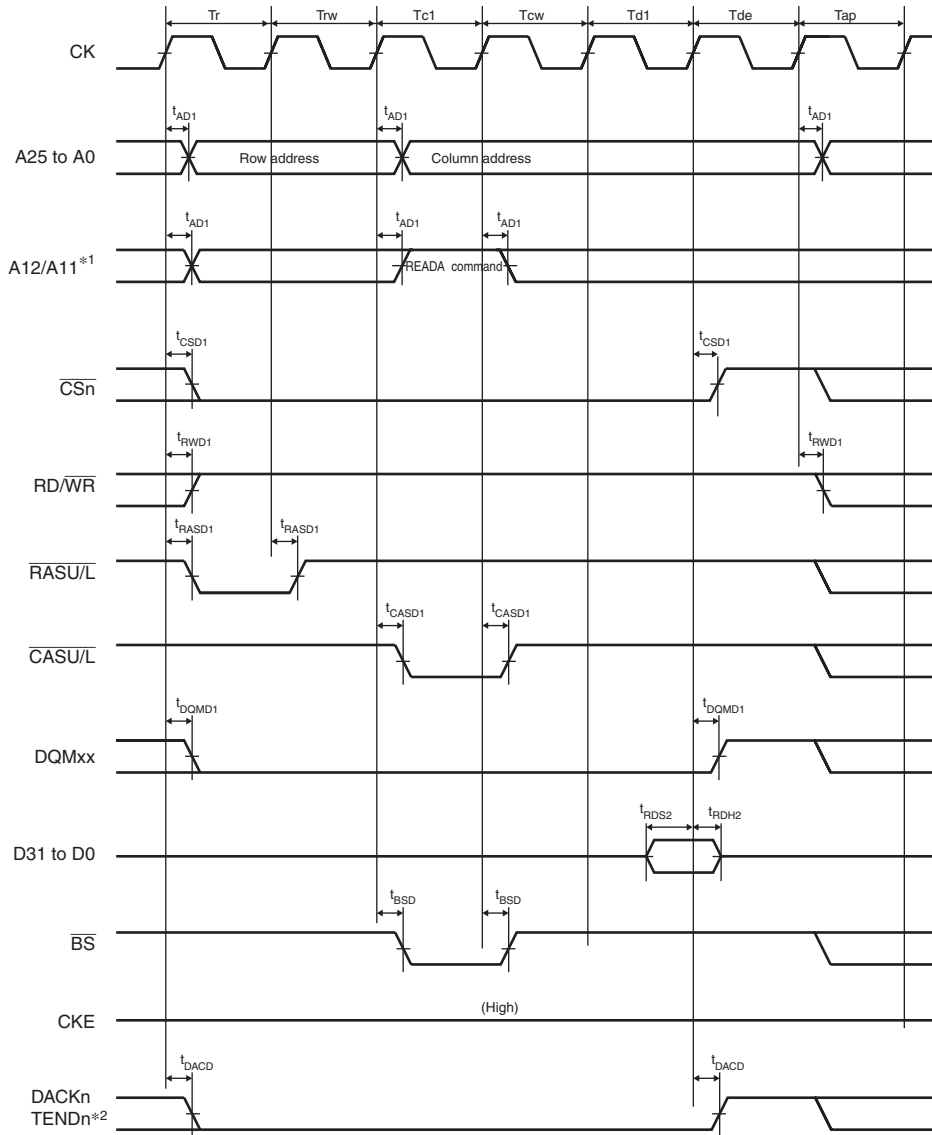 Tr Trw Tc1 Tcw Td1 Tde Tap
CK
tAD1 tAD1 tAD1
A25 to A0 Row address Column address
tAD1 tAD1 tAD1
A12/A11*1 READA command
tCSD1 tCSD1
CSn
tRWD1 tRWD1
RD/WR
tRASD1 tRASD1
RASU/L
tCASD1 tCASD1
CASU/L
tDQMD1 tDQMD1
DQMxx
tRDS2 tRDH2
D31 to D0
tBSD tBSD
BS
(High)
CKE
tDACD tDACD
DACKn
TENDn*2